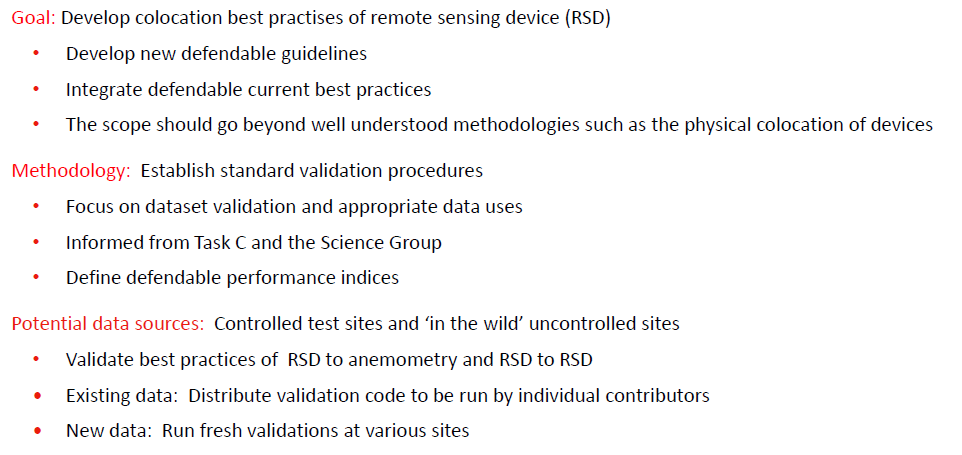 Goal: Develop colocation best practises of remote sensing device (RSD)
• Develop new defendable guidelines
• Integrate defendable current best practices
• The scope should go beyond well understood methodologies such as the physical colocation of devices
Methodology: Establish standard validation procedures
• Focus on dataset validation and appropriate data uses
• Informed from Task C and the Science Group
• Define defendable performance indices
Potential data sources: Controlled test sites and ‘in the wild’ uncontrolled sites
• Validate best practices of RSD to anemometry and RSD to RSD
• Existing data: Distribute validation code to be run by individual contributors
• New data: Run fresh validations at various sites